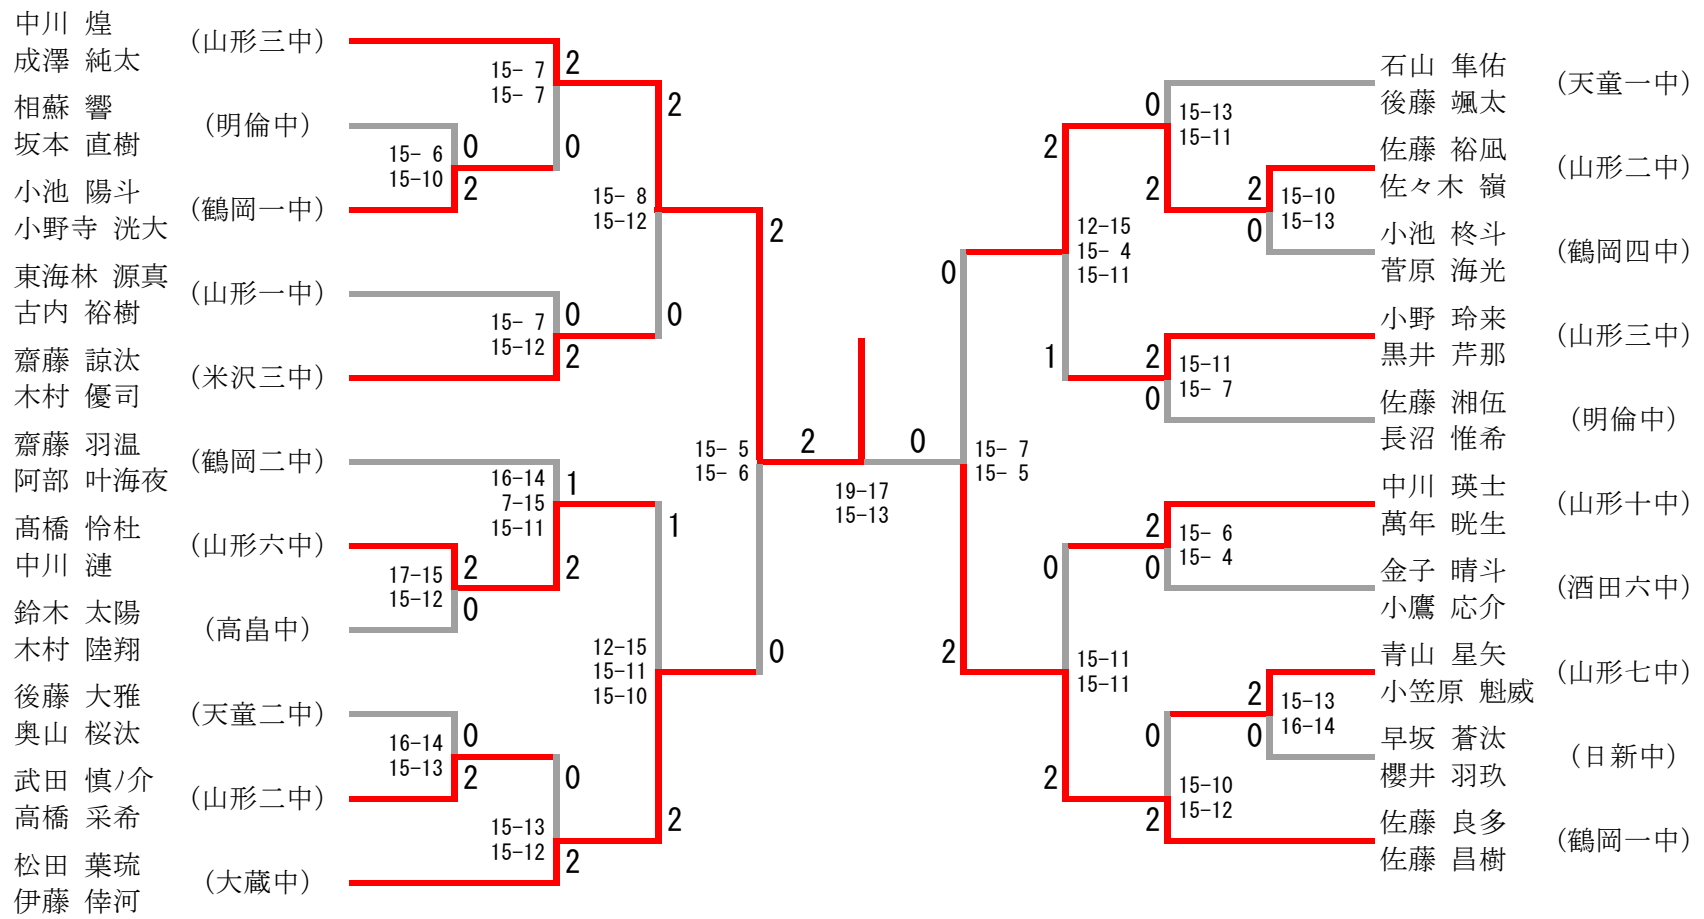 中川 煌
成澤 純太
(山形三中)
相蘇 響
坂本 直樹
(明倫中)
小池 陽斗
小野寺 洸大
(鶴岡一中)
東海林 源真
古内 裕樹
(山形一中)
齋藤 諒汰
木村 優司
(米沢三中)
齋藤 羽温
阿部 叶海夜
(鶴岡二中)
髙橋 怜杜
中川 漣
(山形六中)
鈴木 太陽
木村 陸翔
(高畠中)
後藤 大雅
奥山 桜汰
(天童二中)
武田 慎ﾉ介
高橋 采希
(山形二中)
松田 葉琉
伊藤 倖河
(大蔵中)
15- 6
15-10
0
2
17-15
15-12
2
0
16-14
15-13
0
2
15- 7
15- 7
2
0
15- 7
15-12
0
2
16-14
7-15
15-11
1
2
15-13
15-12
0
2
15- 8
15-12
2
0
12-15
15-11
15-10
1
2
15- 5
15- 6
2
0
2
0
19-17
15-13
15- 7
15- 5
0
2
12-15
15- 4
15-11
2
1
15-11
15-11
0
2
15-13
15-11
0
2
15-11
15- 7
2
0
15- 6
15- 4
2
0
15-10
15-12
0
2
15-10
15-13
2
0
15-13
16-14
2
0
石山 隼佑
後藤 颯太
(天童一中)
佐藤 裕凪
佐々木 嶺
(山形二中)
小池 柊斗
菅原 海光
(鶴岡四中)
小野 玲来
黒井 芹那
(山形三中)
佐藤 湘伍
長沼 惟希
(明倫中)
中川 瑛士
萬年 晄生
(山形十中)
金子 晴斗
小鷹 応介
(酒田六中)
青山 星矢
小笠原 魁威
(山形七中)
早坂 蒼汰
櫻井 羽玖
(日新中)
佐藤 良多
佐藤 昌樹
(鶴岡一中)